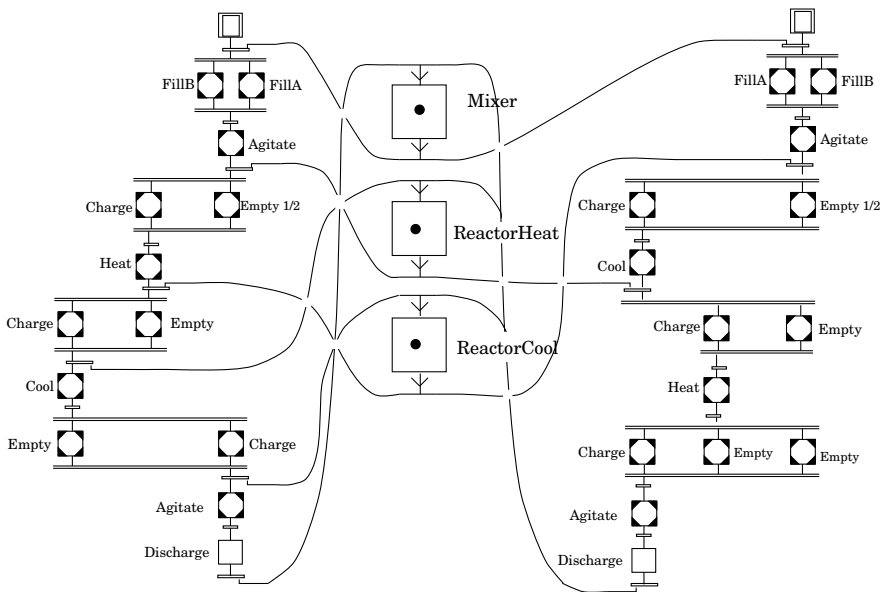 FillB
FillA
Mixer
FillA
FillB
Agitate
Agitate
Charge
Empty 1/2
ReactorHeat
Charge
Empty 1/2
Heat
Cool
Charge
Empty
ReactorCool
Charge
Empty
Cool
Heat
Empty
Charge
Charge
Empty
Empty
Agitate
Agitate
Discharge
Discharge